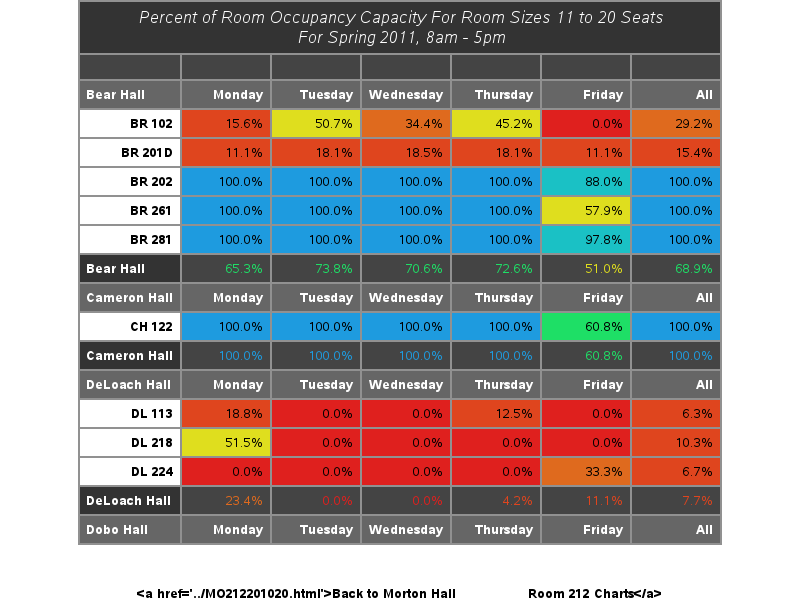 Percent of Room Occupancy Capacity For Room Sizes 11 to 20 Seats
For Spring 2011, 8am - 5pm
Bear Hall Monday Tuesday Wednesday Thursday Friday All
BR 102 15.6% 50.7% 34.4% 45.2% 0.0% 29.2%
BR 201D 11.1% 18.1% 18.5% 18.1% 11.1% 15.4%
BR 202 100.0% 100.0% 100.0% 100.0% 88.0% 100.0%
BR 261 100.0% 100.0% 100.0% 100.0% 57.9% 100.0%
BR 281 100.0% 100.0% 100.0% 100.0% 97.8% 100.0%
Bear Hall 65.3% 73.8% 70.6% 72.6% 51.0% 68.9%
Cameron Hall Monday Tuesday Wednesday Thursday Friday All
CH 122 100.0% 100.0% 100.0% 100.0% 60.8% 100.0%
Cameron Hall 100.0% 100.0% 100.0% 100.0% 60.8% 100.0%
DeLoach Hall Monday Tuesday Wednesday Thursday Friday All
DL 113 18.8% 0.0% 0.0% 12.5% 0.0% 6.3%
DL 218 51.5% 0.0% 0.0% 0.0% 0.0% 10.3%
DL 224 0.0% 0.0% 0.0% 0.0% 33.3% 6.7%
DeLoach Hall 23.4% 0.0% 0.0% 4.2% 11.1% 7.7%
Dobo Hall Monday Tuesday Wednesday Thursday Friday All
<a href='../MO212201020.html'>Back to Morton Hall Room 212 Charts</a>